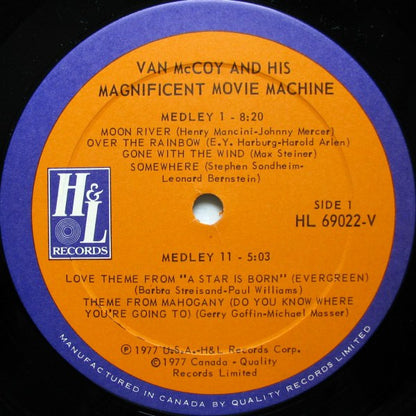 VAN McCOY AND HIS
MAGNIFICENT MOVIE MACHINE
MEDLEY 1 - 8:20
MOON RIVER (Henry Mancini-Johnny Mercer)
OVER THE RAINBOW (E.Y. Harburg-Harold Arlen)
GONE WITH THE WIND (Max Steiner)
SOMEWHERE (Stephen Sondheim-
Leonard Bernstein)
H&L
RECORDS
SIDE 1
HL 69022-V
MEDLEY 11 - 5:03
LOVE THEME FROM "A STAR IS BORN" (EVERGREEN)
(Barbra Streisand-Paul Williams)
THEME FROM MAHOGANY (DO YOU KNOW WHERE
YOU'RE GOING TO) (Gerry Goffin-Michael Masser)
℗ 1977 U.S.A.-H&L Records Corp.
© 1977 Canada - Quality
Records Limited
MANUFACTURED IN CANADA BY QUALITY RECORDS LIMITED